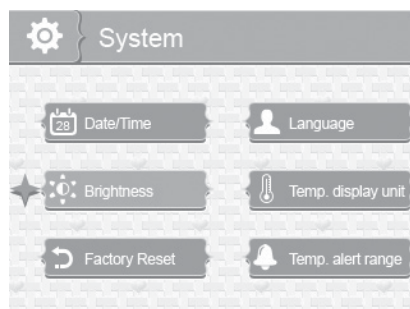 System
28 Date/Time
Language
Brightness
Temp. display unit
Factory Reset
Temp. alert range